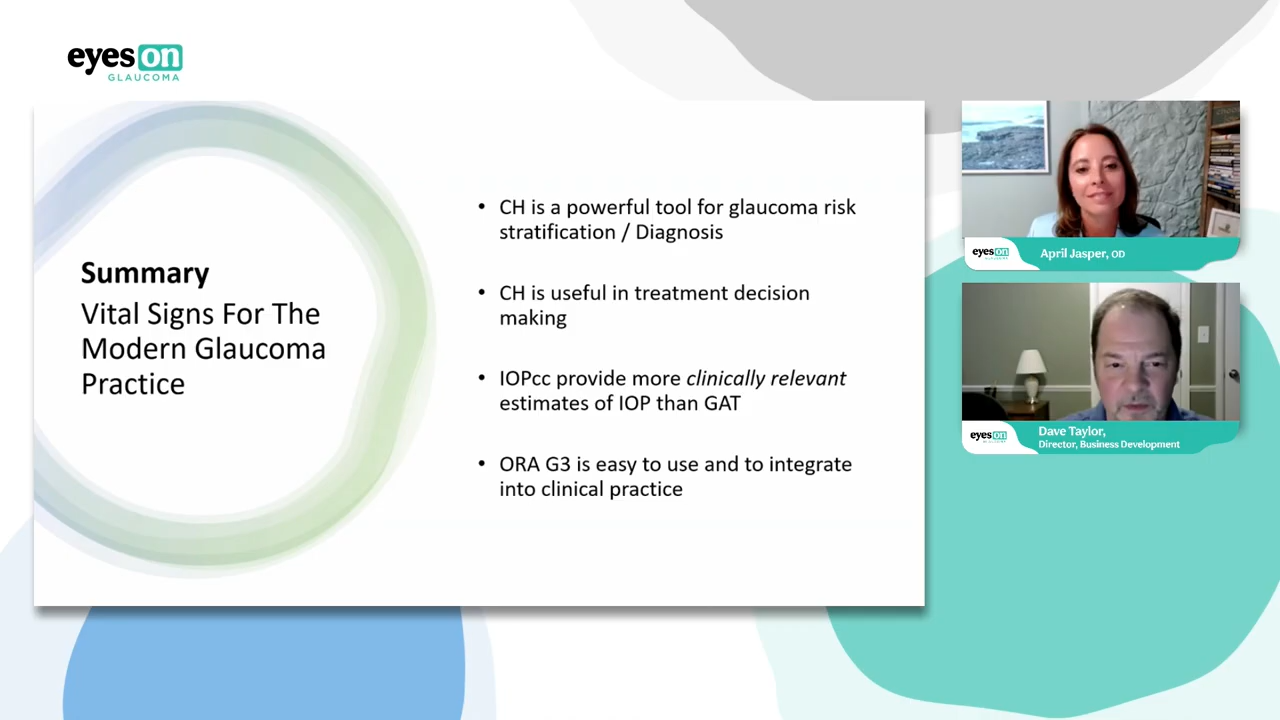 eyes on
GLAUCOMA
Summary
Vital Signs For The
Modern Glaucoma
Practice
• CH is a powerful tool for glaucoma risk
stratification / Diagnosis
• CH is useful in treatment decision
making
• IOPcc provide more clinically relevant
estimates of IOP than GAT
• ORA G3 is easy to use and to integrate
into clinical practice
eyes on
GLAUCOMA
April Jasper, OD
eyes on
GLAUCOMA
Dave Taylor,
Director, Business Development